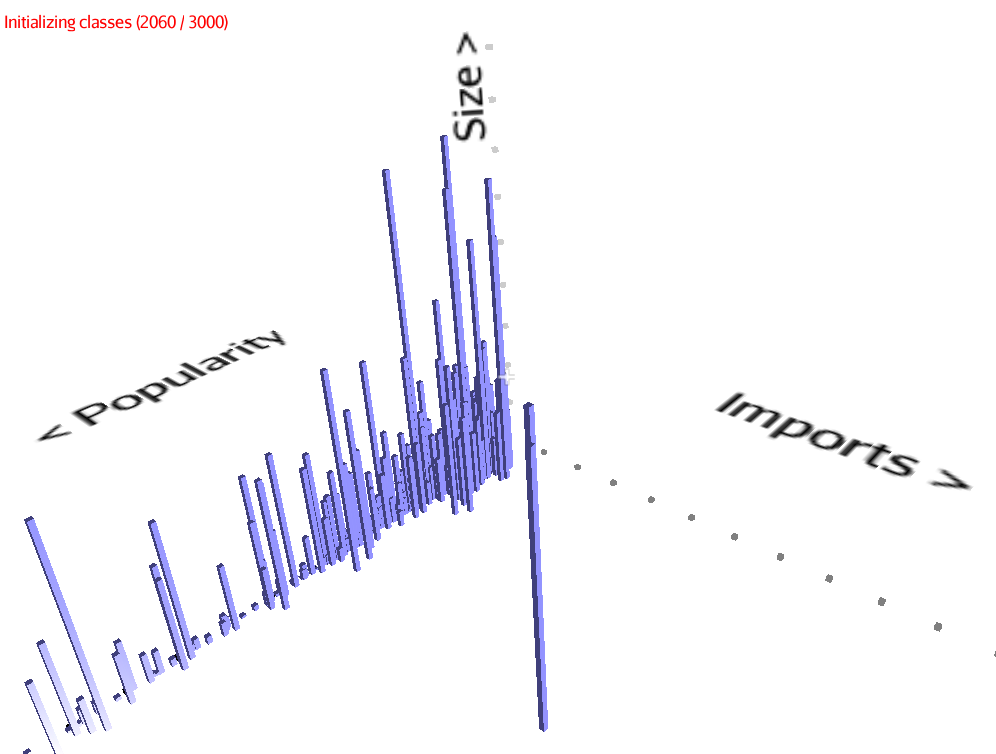 Initializing classes (2060 / 3000)
Size >
< Popularity
Imports >